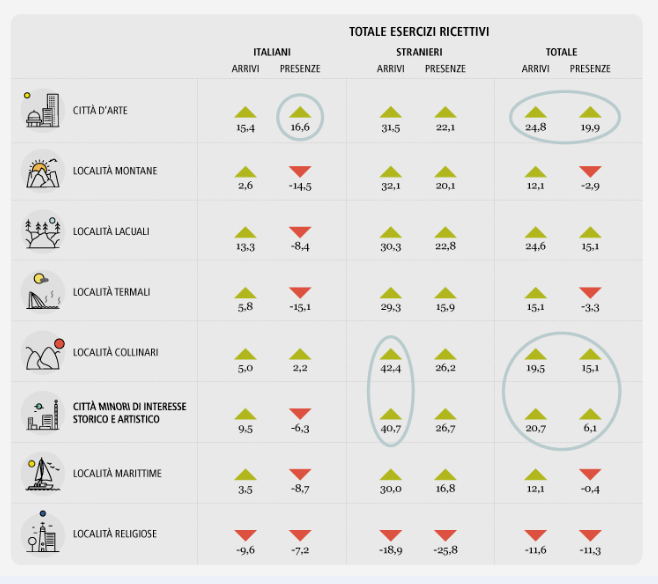 TOTALE ESERCIZI RICETTIVI
ITALIANI STRANIERI TOTALE
ARRIVI PRESENZE ARRIVI PRESENZE ARRIVI PRESENZE
CITTÀ D'ARTE 15,4 16,6 31,5 22,1 24,8 19,9
LOCALITÀ MONTANE 2,6 -14,5 32,1 20,1 12,1 -2,9
LOCALITÀ LACUALI 13,3 -8,4 30,3 22,8 24,6 15,1
LOCALITÀ TERMALI 5,8 -15,1 29,3 15,9 15,1 -3,3
LOCALITÀ COLLINARI 5,0 2,2 42,4 26,2 19,5 15,1
CITTÀ MINORI DI INTERESSE
STORICO E ARTISTICO 9,5 -6,3 40,7 26,7 20,7 6,1
LOCALITÀ MARITTIME 3,5 -8,7 30,0 16,8 12,1 -0,4
LOCALITÀ RELIGIOSE -9,6 -7,2 -18,9 -25,8 -11,6 -11,3